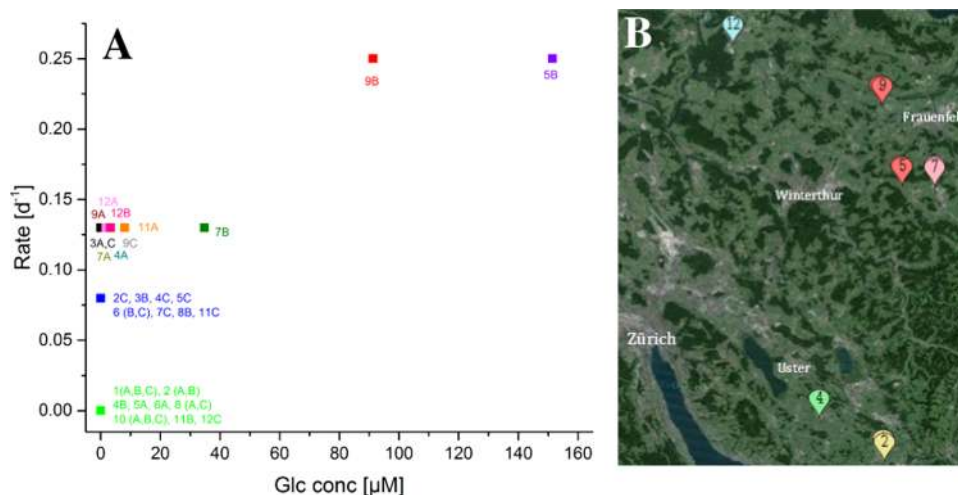 A
0.25
0.20
0.15
0.10
0.05
0.00
Rate [d⁻¹]
9B
5B
12A
9A
12B
11A
3A,C
9C
7A
4A
7B
2C, 3B, 4C, 5C
6 (B,C), 7C, 8B, 11C
1(A,B,C), 2 (A.B)
4B, 5A, 6A, 8 (A,C)
10 (A,B,C), 11B, 12C
0
20
40
60
80
100
120
140
160
Glc conc [µM]
B
12
9
Frauenfel
5
7
Winterthur
Zürich
Uster
4
2